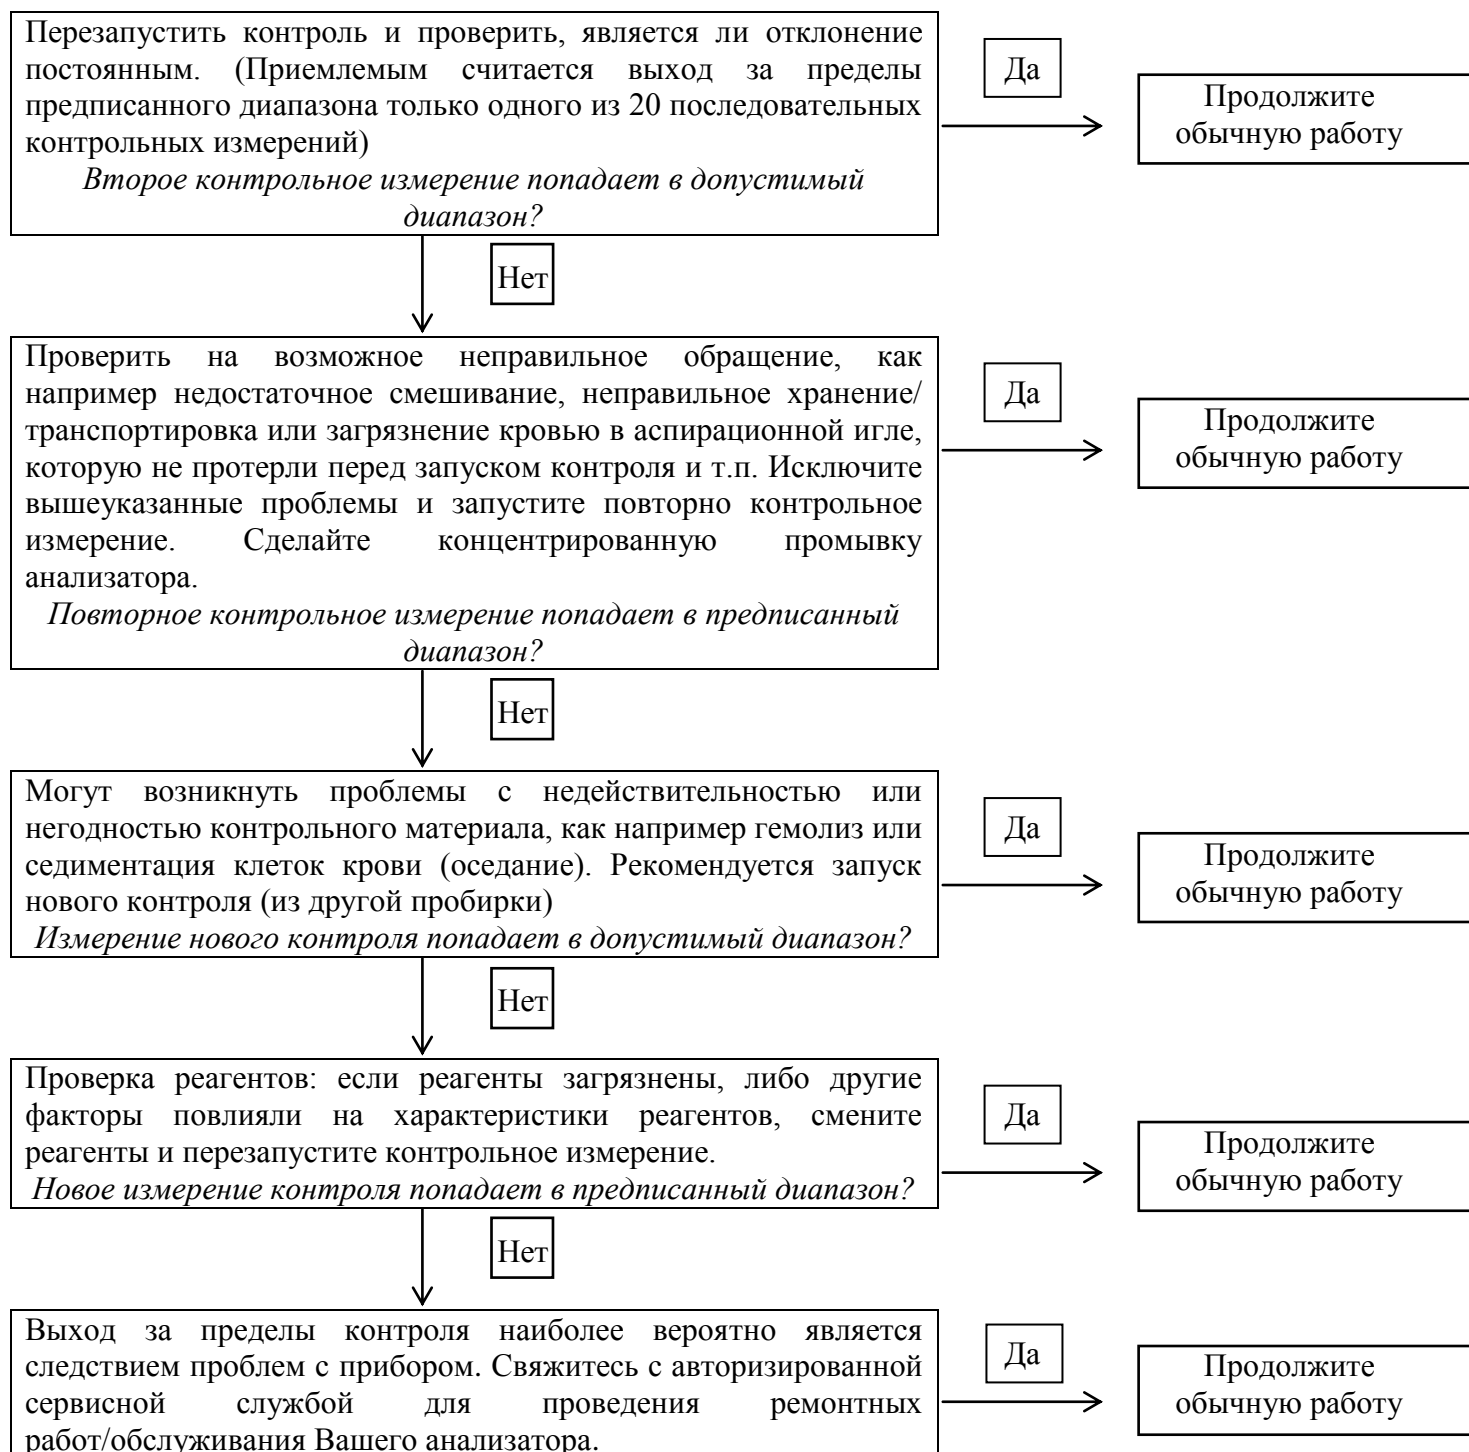 Перезапустить контроль и проверить, является ли отклонение
постоянным. (Приемлемым считается выход за пределы
предписанного диапазона только одного из 20 последовательных
контрольных измерений)
Второе контрольное измерение попадает в допустимый
диапазон?
Да
Продолжите
обычную работу
Нет
Проверить на возможное неправильное обращение, как
например недостаточное смешивание, неправильное хранение/
транспортировка или загрязнение кровью в аспирационной игле,
которую не протерли перед запуском контроля и т.п. Исключите
вышеуказанные проблемы и запустите повторно контрольное
измерение. Сделайте концентрированную промывку
анализатора.
Повторное контрольное измерение попадает в предписанный
диапазон?
Да
Продолжите
обычную работу
Нет
Могут возникнуть проблемы с недействительностью или
негодностью контрольного материала, как например гемолиз или
седиментация клеток крови (оседание). Рекомендуется запуск
нового контроля (из другой пробирки)
Измерение нового контроля попадает в допустимый диапазон?
Да
Продолжите
обычную работу
Нет
Проверка реагентов: если реагенты загрязнены, либо другие
факторы повлияли на характеристики реагентов, смените
реагенты и перезапустите контрольное измерение.
Новое измерение контроля попадает в предписанный диапазон?
Да
Продолжите
обычную работу
Нет
Выход за пределы контроля наиболее вероятно является
следствием проблем с прибором. Свяжитесь с авторизированной
сервисной службой для проведения ремонтных
работ/обслуживания Вашего анализатора.
Да
Продолжите
обычную работу